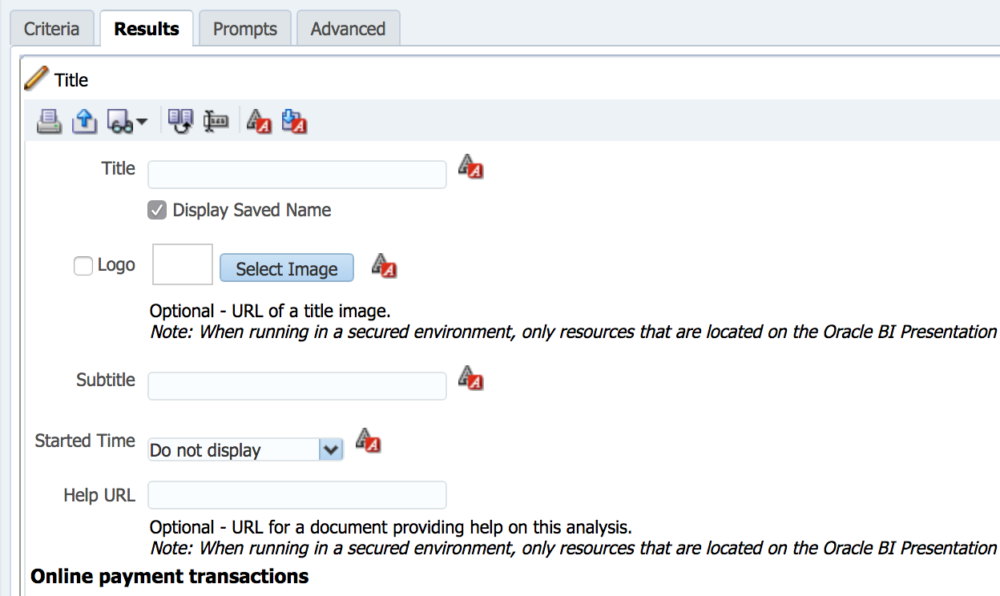 Criteria
Results
Prompts
Advanced
Title
Title
Display Saved Name
Logo
Select Image
Optional - URL of a title image.
Note: When running in a secured environment, only resources that are located on the Oracle BI Presentation
Subtitle
Started Time
Do not display
Help URL
Optional - URL for a document providing help on this analysis.
Note: When running in a secured environment, only resources that are located on the Oracle BI Presentation
Online payment transactions